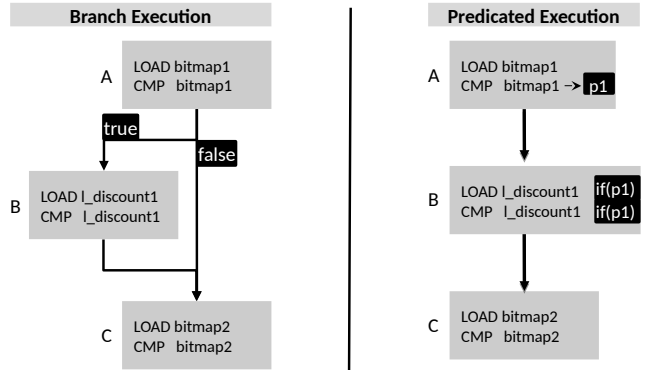 Branch Execution
A
LOAD bitmap1
CMP bitmap1
true
false
B
LOAD l_discount1
CMP l_discount1
C
LOAD bitmap2
CMP bitmap2
Predicated Execution
A
LOAD bitmap1
CMP bitmap1 → p1
B
LOAD l_discount1 if(p1)
CMP l_discount1 if(p1)
C
LOAD bitmap2
CMP bitmap2